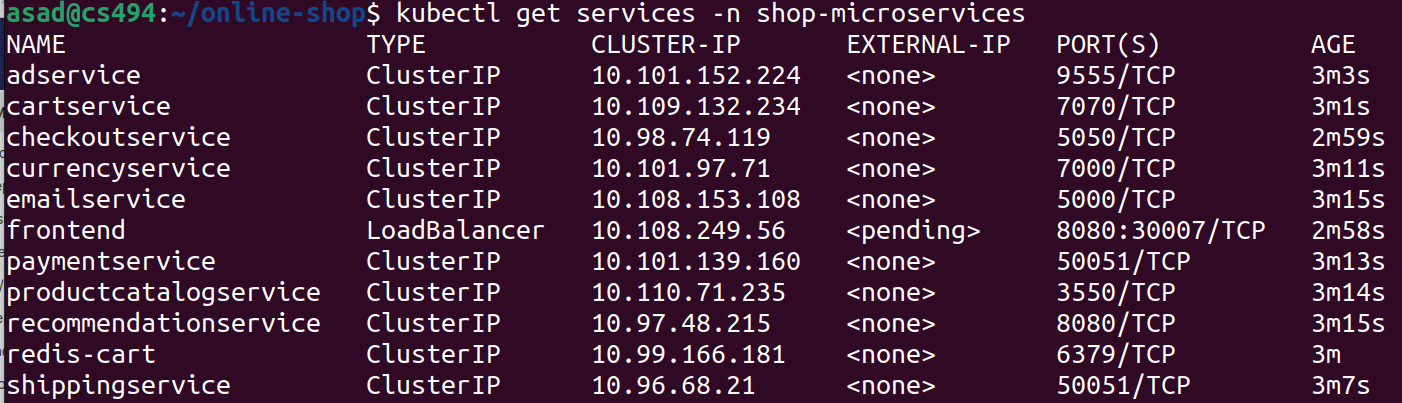 asad@cs494:~/online-shop$ kubectl get services -n shop-microservices
NAME TYPE CLUSTER-IP EXTERNAL-IP PORT(S) AGE
adservice ClusterIP 10.101.152.224 <none> 9555/TCP 3m3s
cartservice ClusterIP 10.109.132.234 <none> 7070/TCP 3m1s
checkoutservice ClusterIP 10.98.74.119 <none> 5050/TCP 2m59s
currencyservice ClusterIP 10.101.97.71 <none> 7000/TCP 3m11s
emailservice ClusterIP 10.108.153.108 <none> 5000/TCP 3m15s
frontend LoadBalancer 10.108.249.56 <pending> 8080:30007/TCP 2m58s
paymentservice ClusterIP 10.101.139.160 <none> 50051/TCP 3m13s
productcatalogservice ClusterIP 10.110.71.235 <none> 3550/TCP 3m14s
recommendationservice ClusterIP 10.97.48.215 <none> 8080/TCP 3m15s
redis-cart ClusterIP 10.99.166.181 <none> 6379/TCP 3m
shippingservice ClusterIP 10.96.68.21 <none> 50051/TCP 3m7s